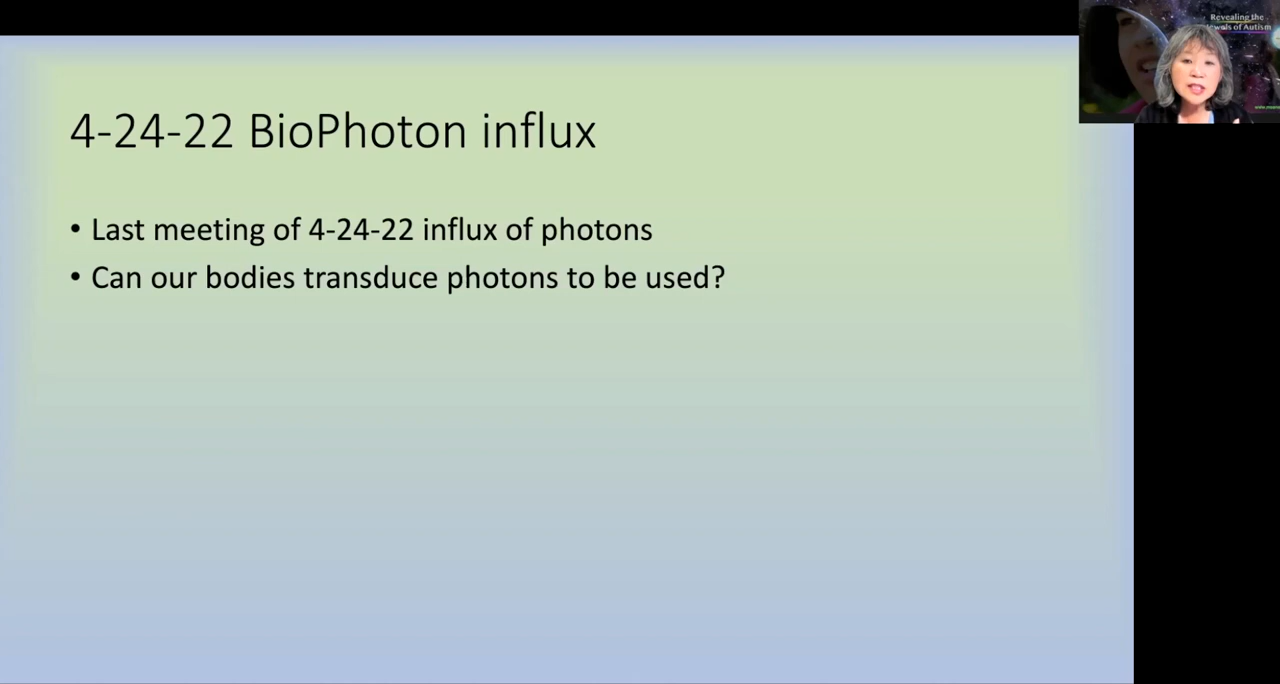 4-24-22 BioPhoton influx
• Last meeting of 4-24-22 influx of photons
• Can our bodies transduce photons to be used?
Revealing the
Jewels of Autism